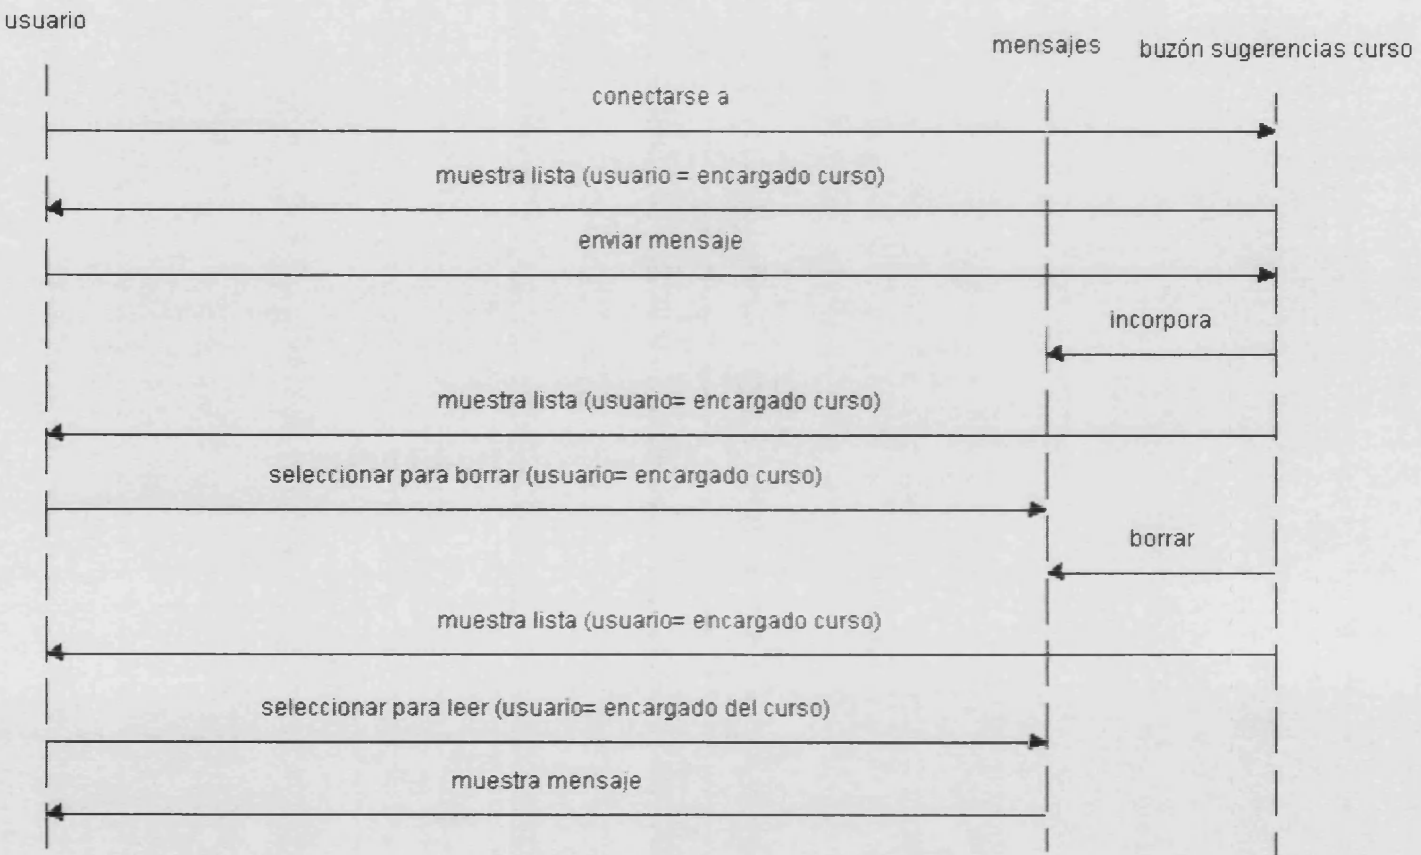 usuario
mensajes
buzón sugerencias curso
conectarse a
muestra lista (usuario = encargado curso)
enviar mensaje
incorpora
muestra lista (usuario= encargado curso)
seleccionar para borrar (usuario= encargado curso)
borrar
muestra lista (usuario= encargado curso)
seleccionar para leer (usuario= encargado del curso)
muestra mensaje